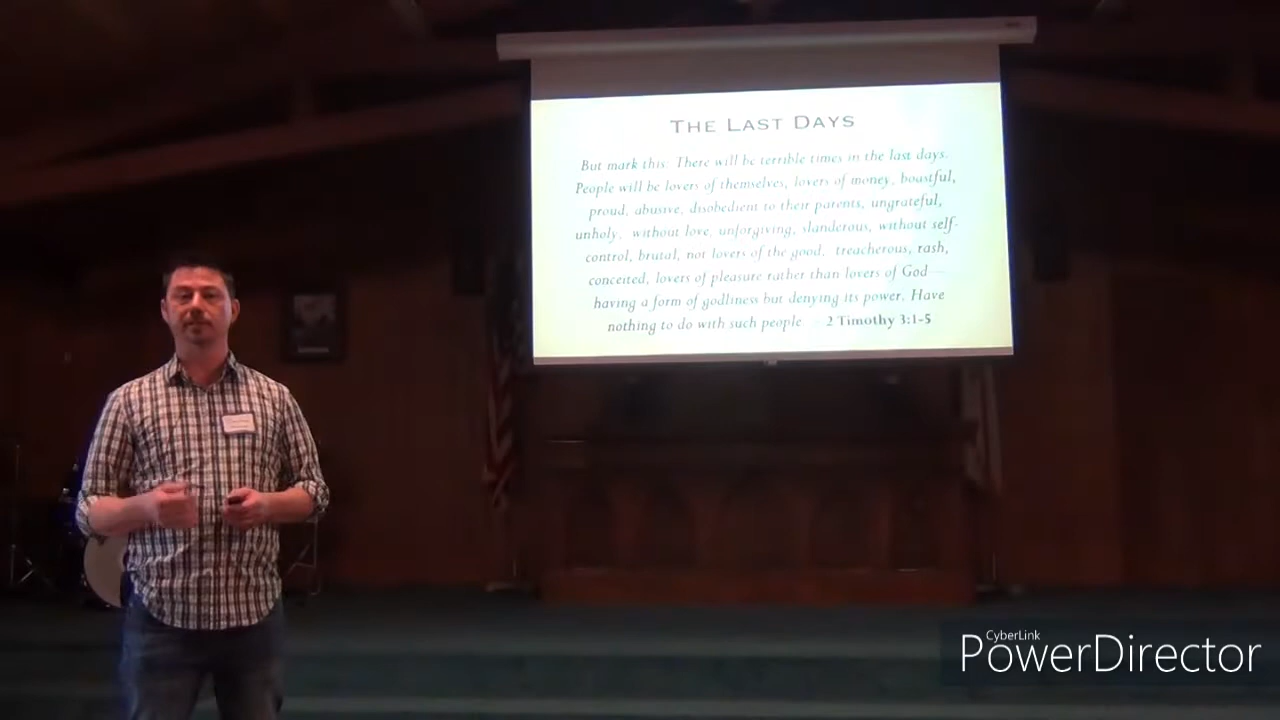 THE LAST DAYS
But mark this: There will be terrible times in the last days.
People will be lovers of themselves, lovers of money, boastful,
proud, abusive, disobedient to their parents, ungrateful,
unholy, without love, unforgiving, slanderous, without self-
control, brutal, not lovers of the good, treacherous, rash,
conceited, lovers of pleasure rather than lovers of God—
having a form of godliness but denying its power. Have
nothing to do with such people. – 2 Timothy 3:1-5
CyberLink
PowerDirector